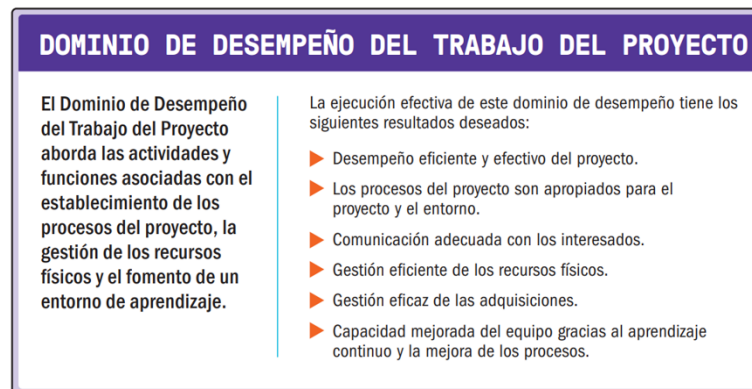 DOMINIO DE DESEMPEÑO DEL TRABAJO DEL PROYECTO
El Dominio de Desempeño
del Trabajo del Proyecto
aborda las actividades y
funciones asociadas con el
establecimiento de los
procesos del proyecto, la
gestión de los recursos
físicos y el fomento de un
entorno de aprendizaje.
La ejecución efectiva de este dominio de desempeño tiene los
siguientes resultados deseados:
▶ Desempeño eficiente y efectivo del proyecto.
▶ Los procesos del proyecto son apropiados para el
proyecto y el entorno.
▶ Comunicación adecuada con los interesados.
▶ Gestión eficiente de los recursos físicos.
▶ Gestión eficaz de las adquisiciones.
▶ Capacidad mejorada del equipo gracias al aprendizaje
continuo y la mejora de los procesos.